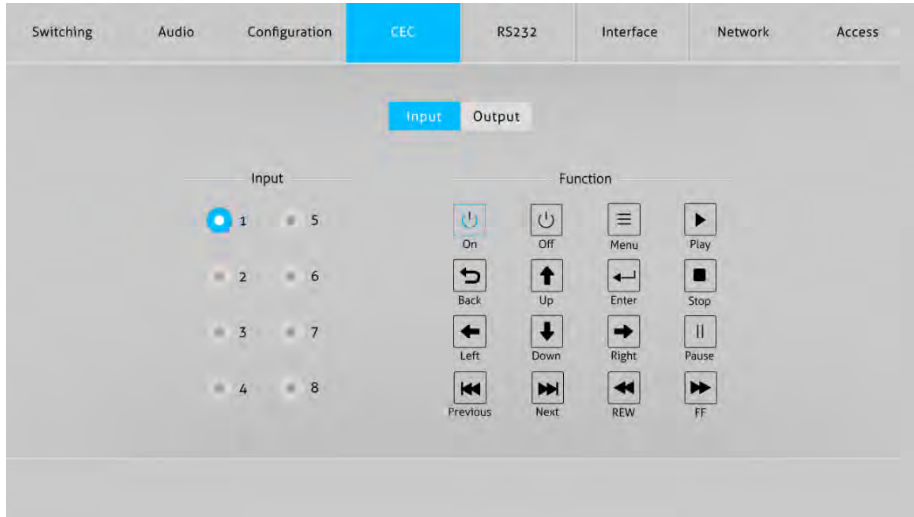 Switching Audio Configuration CEC RS232 Interface Network Access
Input Output
Input
1 5
2 6
3 7
4 8
Function
On Off Menu Play
Back Up Enter Stop
Left Down Right Pause
Previous Next REW FF